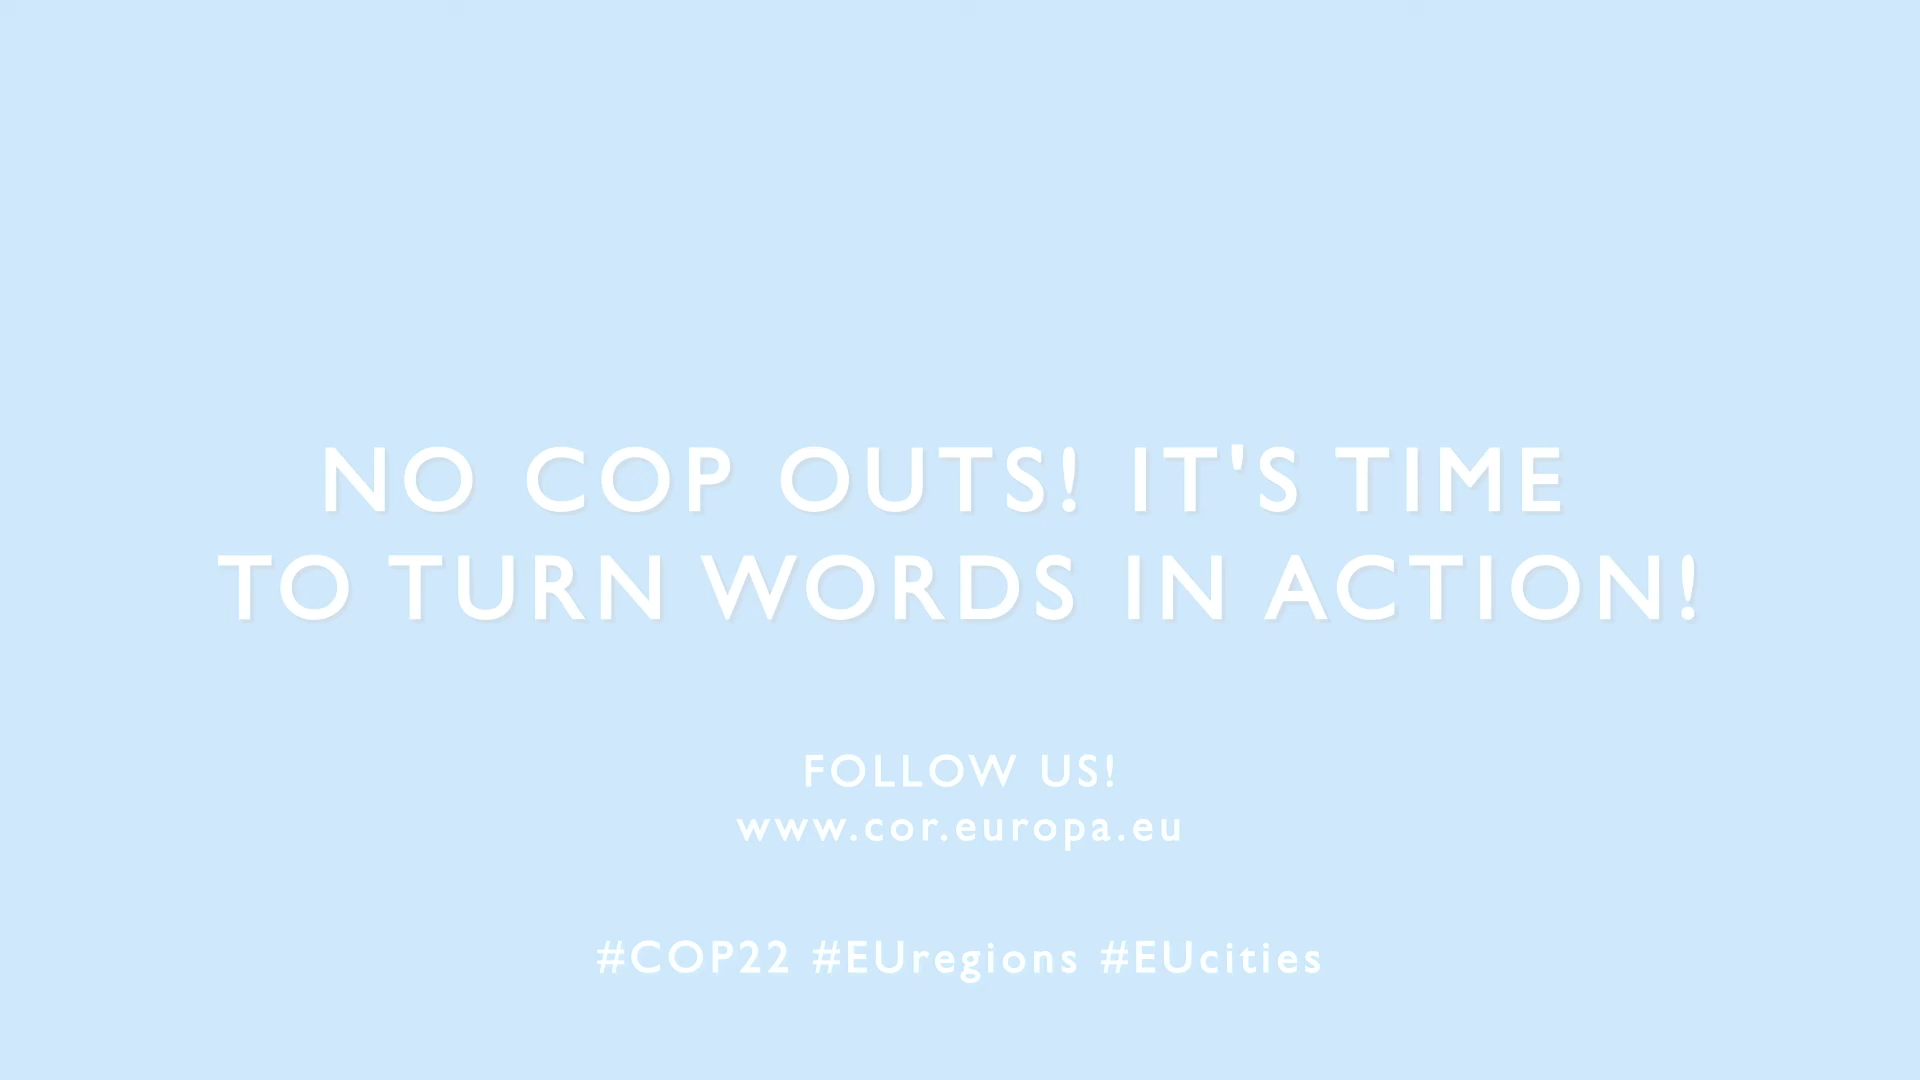 NO COP OUTS! IT'S TIME
TO TURN WORDS IN ACTION!
FOLLOW US!
www.cor.europa.eu
#COP22 #EUregions #EUcities